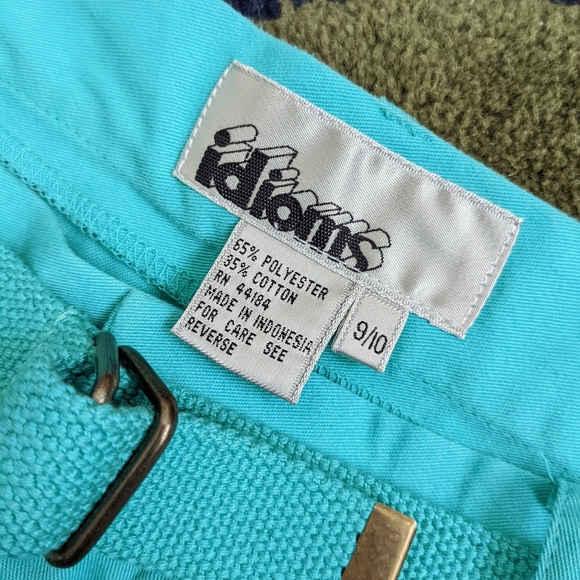 idioms
65% POLYESTER
35% COTTON
RN 44184
MADE IN INDONESIA
FOR CARE SEE
REVERSE
9/10